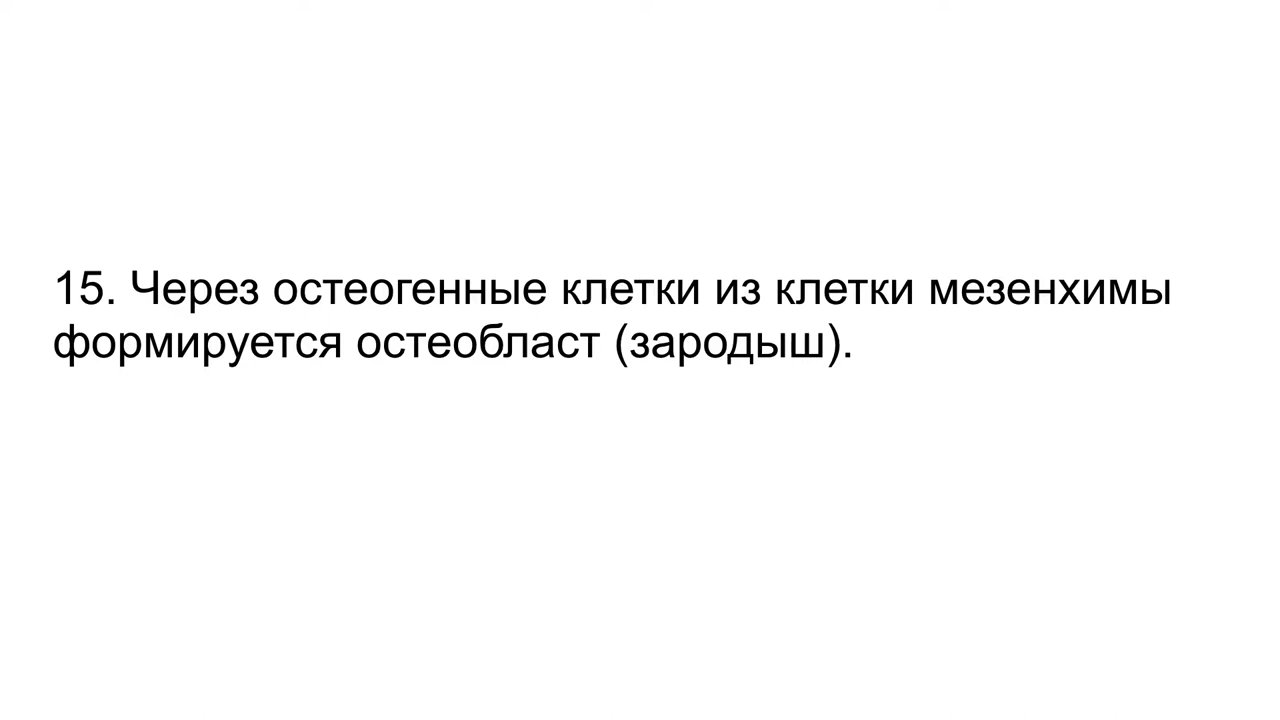 15. Через остеогенные клетки из клетки мезенхимы
формируется остеобласт (зародыш).